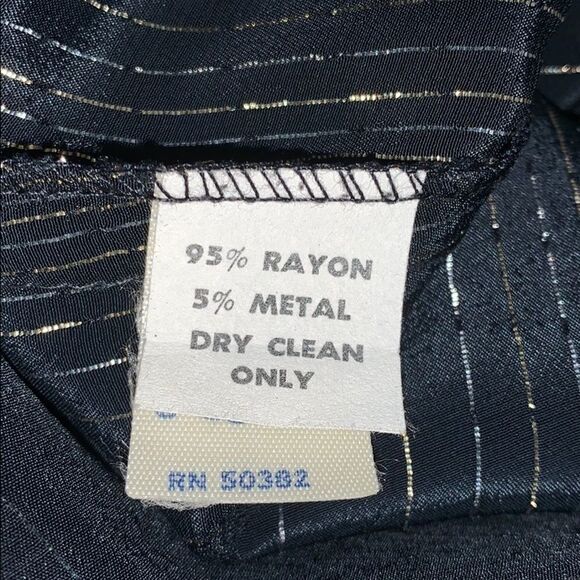 95% RAYON
5% METAL
DRY CLEAN
ONLY
RN 50382